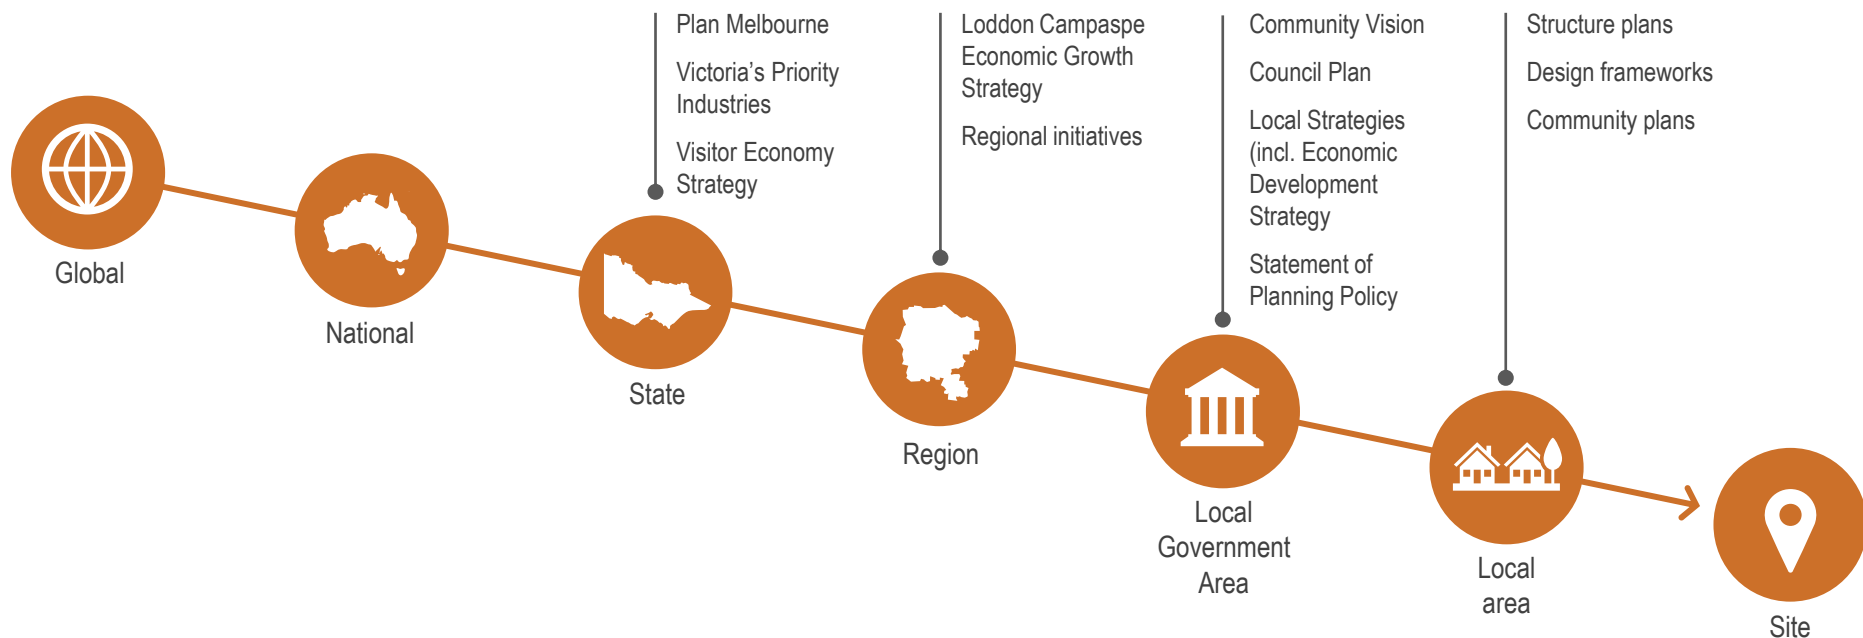 Plan Melbourne
Victoria’s Priority
Industries
Visitor Economy
Strategy
Loddon Campaspe
Economic Growth
Strategy
Regional initiatives
Community Vision
Council Plan
Local Strategies
(incl. Economic
Development
Strategy
Statement of
Planning Policy
Structure plans
Design frameworks
Community plans
Global
National
State
Region
Local
Government
Area
Local
area
Site